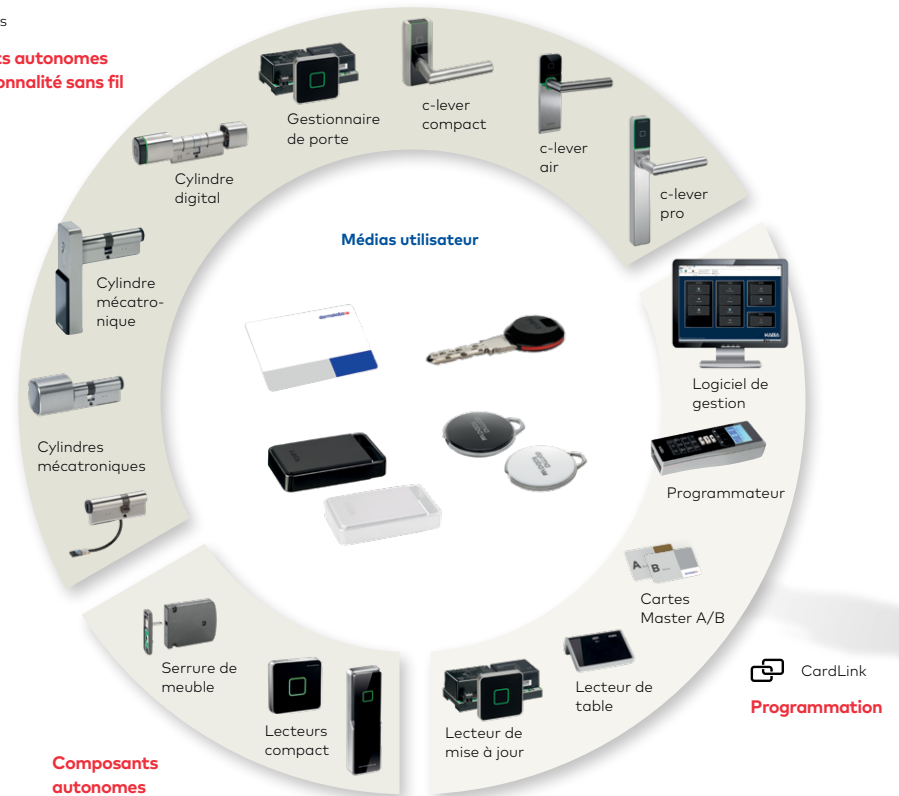 s
ts autonomes
onnalité sans fil
Gestionnaire
de porte
c-lever
compact
c-lever
air
c-lever
pro
Cylindre
digital
Cylindre
mécatro-
nique
Cylindres
mécatroniques
Médias utilisateur
KABA
Logiciel de
gestion
Programmateur
A
B
Cartes
Master A/B
Lecteur de
table
Lecteur de
mise à jour
Serrure de
meuble
Lecteurs
compact
CardLink
Programmation
Composants
autonomes